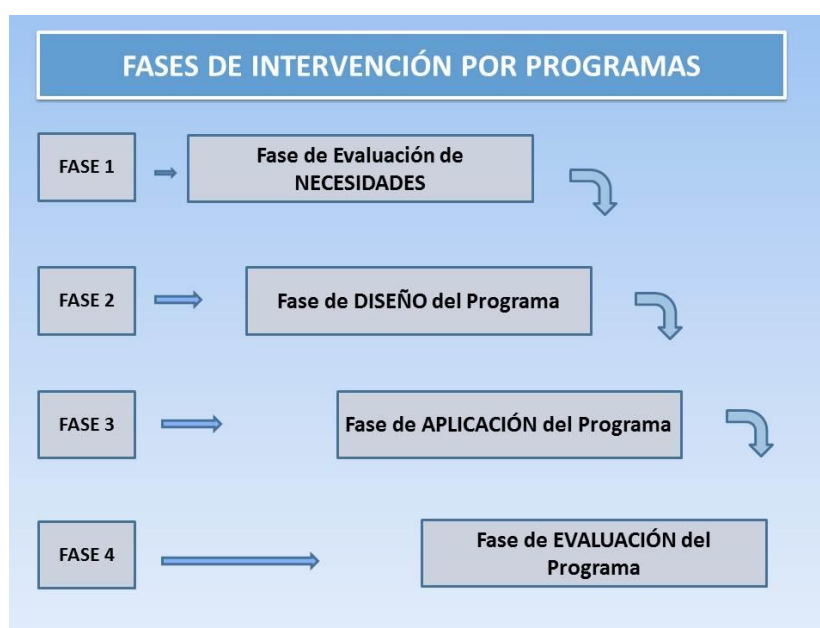 FASES DE INTERVENCIÓN POR PROGRAMAS
FASE 1
Fase de Evaluación de
NECESIDADES
FASE 2
Fase de DISEÑO del Programa
FASE 3
Fase de APLICACIÓN del Programa
FASE 4
Fase de EVALUACIÓN del
Programa